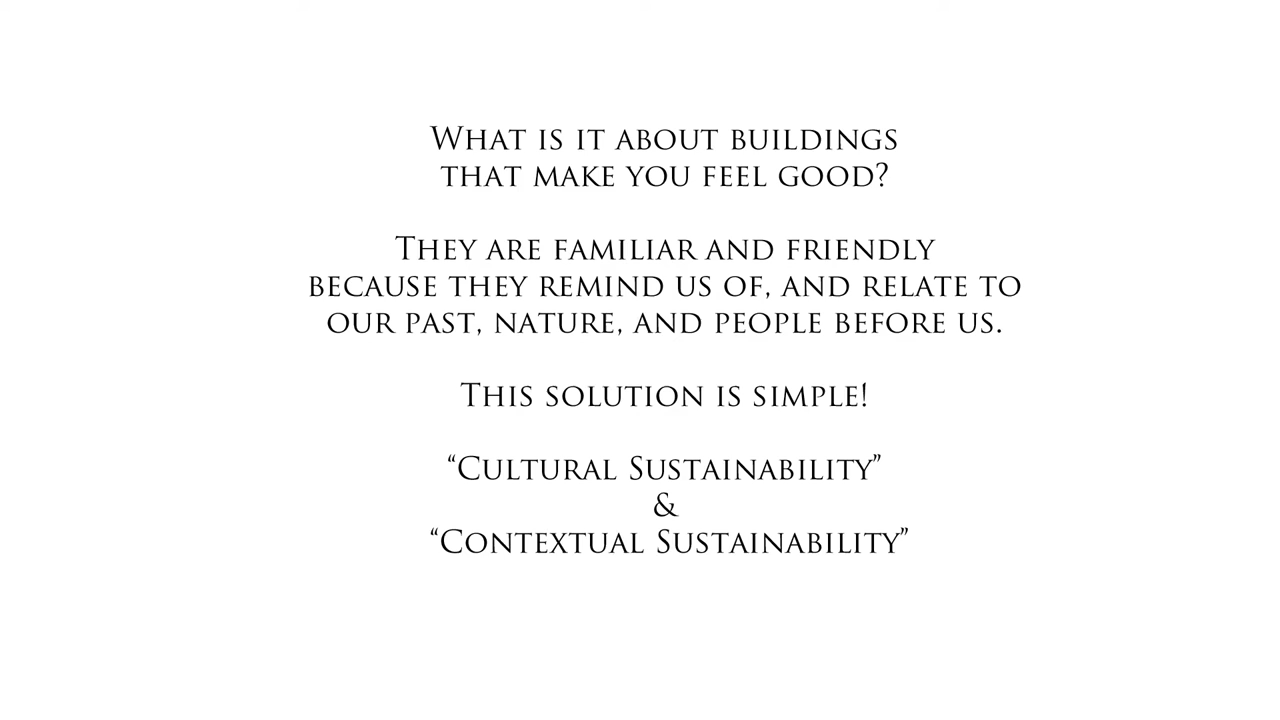 What is it about buildings
that make you feel good?
They are familiar and friendly
because they remind us of, and relate to
our past, nature, and people before us.
This solution is simple!
“Cultural Sustainability”
&
“Contextual Sustainability”